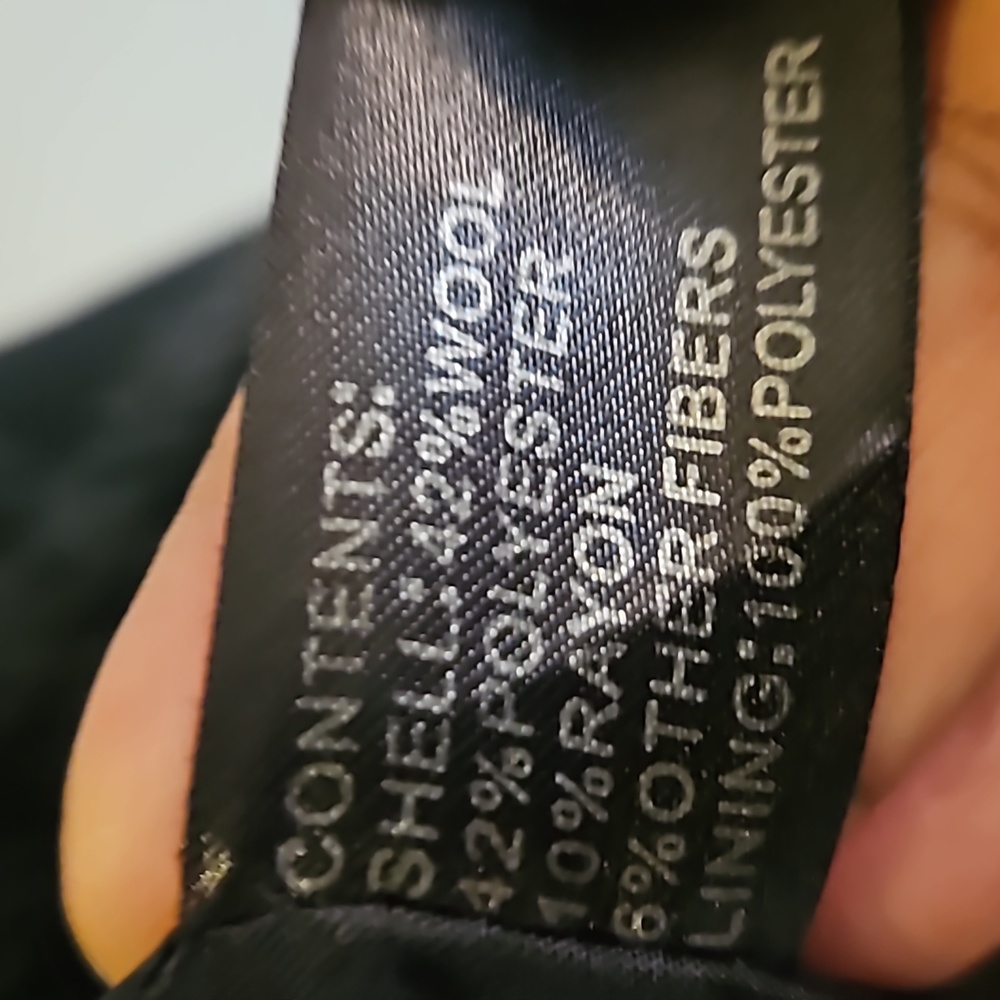 CONTENTS:
SHELL:42%WOOL
42%POLYESTER
10%RAYON
6%OTHER FIBERS
LINING:100%POLYESTER